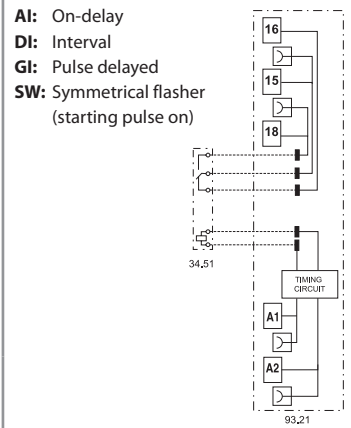 AI: On-delay
DI: Interval
GI: Pulse delayed
SW: Symmetrical flasher
(starting pulse on)
16
15
18
34.51
TIMING
CIRCUIT
A1
A2
93.21